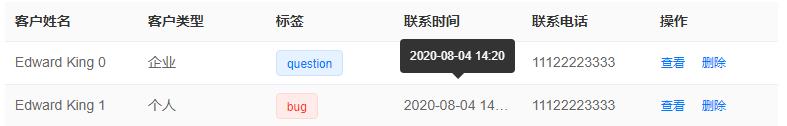 客户姓名 客户类型 标签 联系时间 联系电话 操作
2020-08-04 14:20
Edward King 0 企业 question 11122223333 查看 删除
Edward King 1 个人 bug 2020-08-04 14… 11122223333 查看 删除